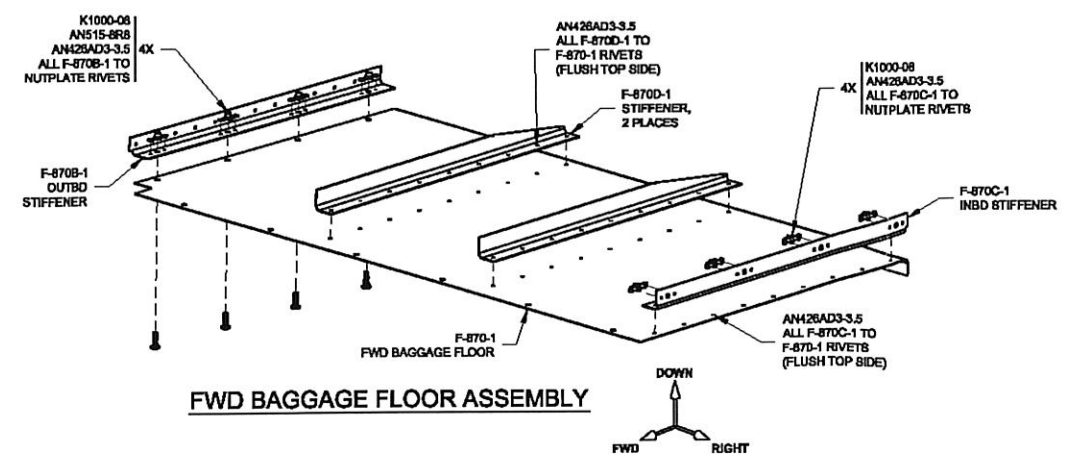 K1000-08
AN515-8R8
AN426AD3-3.5
4X
ALL F-870B-1 TO
NUTPLATE RIVETS
AN426AD3-3.5
ALL F-870D-1 TO
F-870-1 RIVETS
(FLUSH TOP SIDE)
F-870D-1
STIFFENER,
2 PLACES
K1000-08
4X
AN426AD3-3.5
ALL F-870C-1 TO
NUTPLATE RIVETS
F-870B-1
OUTBD
STIFFENER
F-870C-1
INBD STIFFENER
F-870-1
FWD BAGGAGE FLOOR
AN426AD3-3.5
ALL F-870C-1 TO
F-870-1 RIVETS
(FLUSH TOP SIDE)
FWD BAGGAGE FLOOR ASSEMBLY
DOWN
FWD
RIGHT